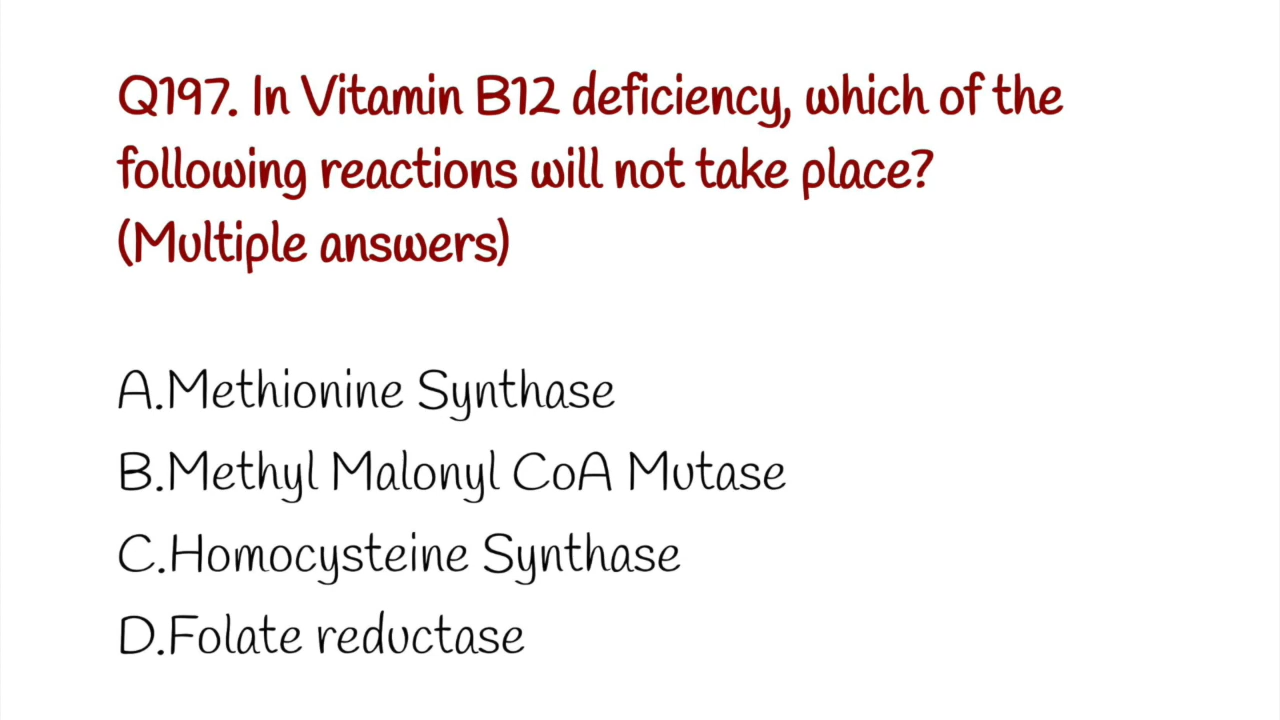 Q197. In Vitamin B12 deficiency, which of the
following reactions will not take place?
(Multiple answers)
A.Methionine Synthase
B.Methyl Malonyl CoA Mutase
C.Homocysteine Synthase
D.Folate reductase